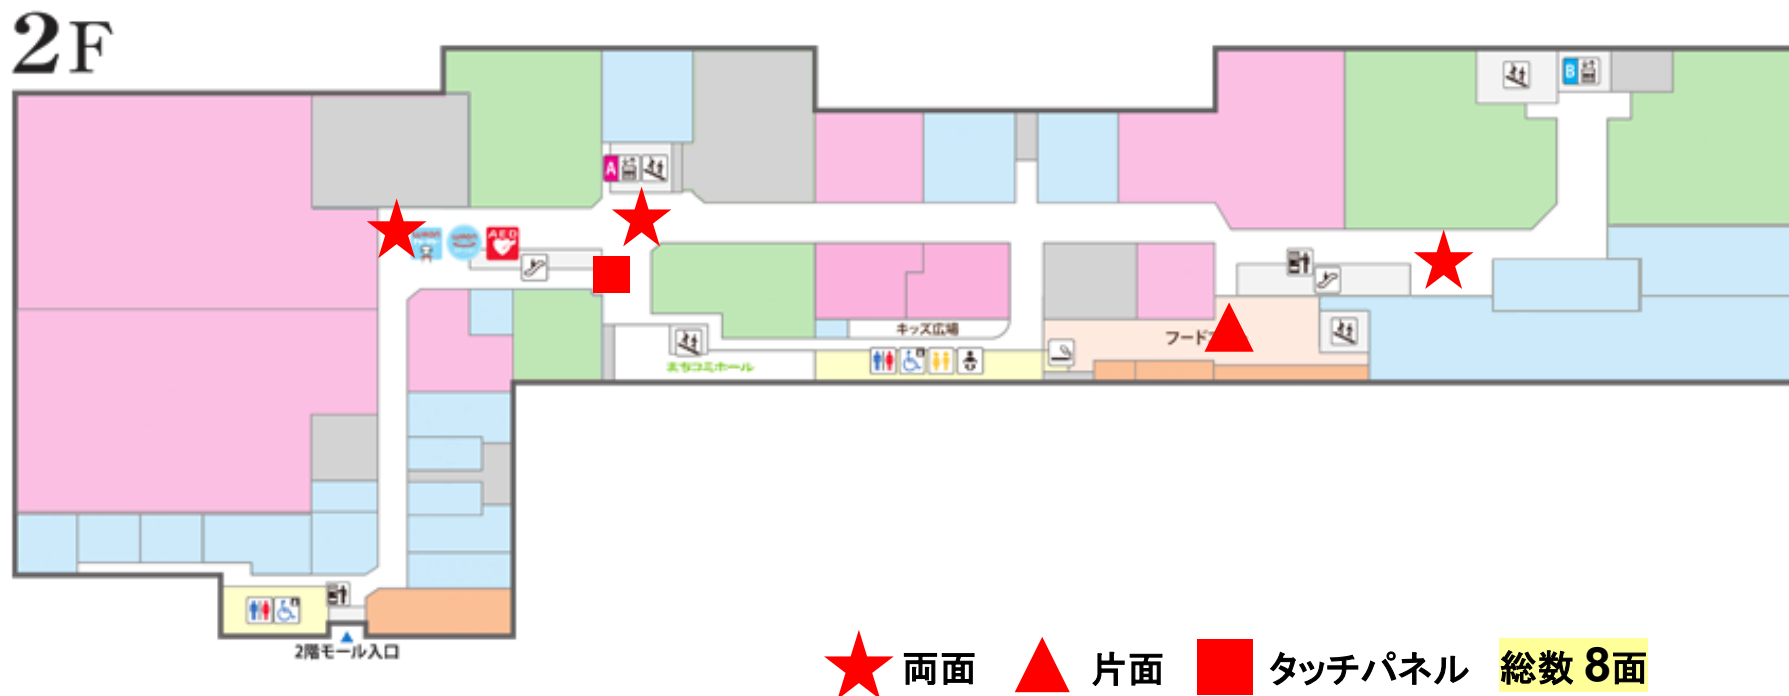 2F
B
A
AED
キッズ広場
フード
まちコミホール
2階モール入口
両面
片面
タッチパネル
総数 8面